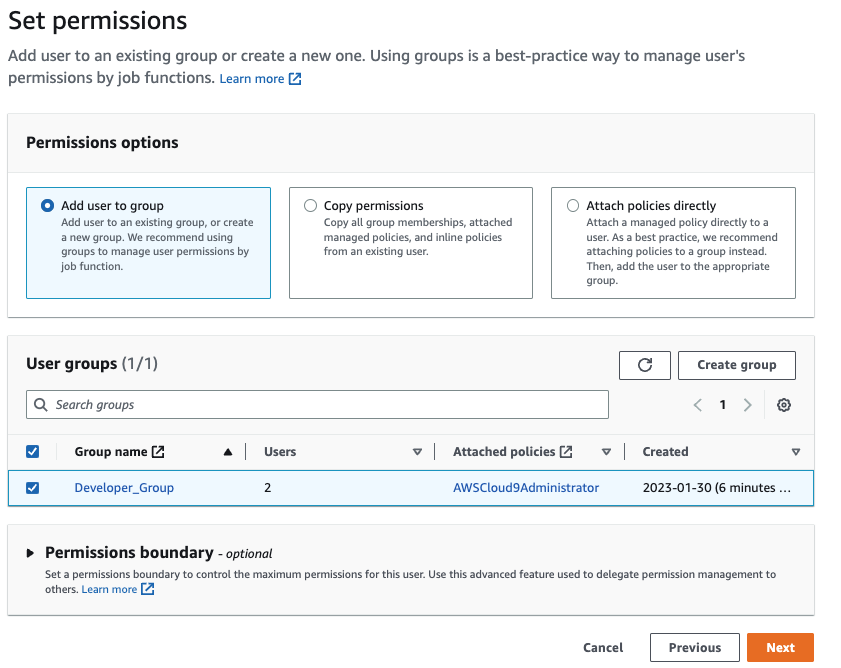 Set permissions
Add user to an existing group or create a new one. Using groups is a best-practice way to manage user's
permissions by job functions. Learn more
Permissions options
Add user to group
Add user to an existing group, or create
a new group. We recommend using
groups to manage user permissions by
job function.
Copy permissions
Copy all group memberships, attached
managed policies, and inline policies
from an existing user.
Attach policies directly
Attach a managed policy directly to a
user. As a best practice, we recommend
attaching policies to a group instead.
Then, add the user to the appropriate
group.
User groups (1/1)
Create group
Search groups
1
Group name Users Attached policies Created
Developer_Group 2 AWSCloud9Administrator 2023-01-30 (6 minutes ...
Permissions boundary - optional
Set a permissions boundary to control the maximum permissions for this user. Use this advanced feature used to delegate permission management to
others. Learn more
Cancel Previous Next